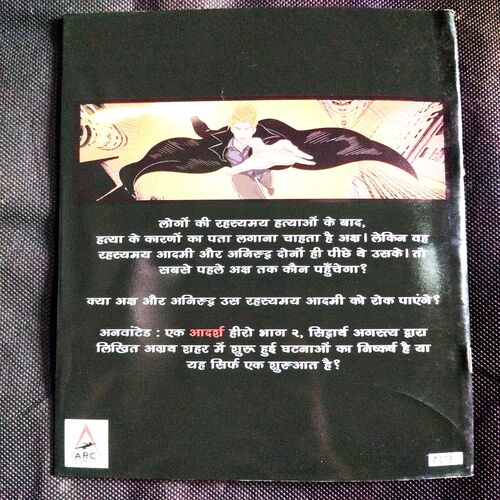 लोगों की रहस्यमय हत्याओं के बाद,
हत्या के कारणों का पता लगाना चाहता है अक्ष। लेकिन वह
रहस्यमय आदमी और अनिरुद्ध दोनों ही पीछे थे उसके। तो
सबसे पहले अक्ष तक कौन पहुँचेगा?
क्या अक्ष और अनिरुद्ध उस रहस्यमय आदमी को रोक पाएंगे?
अनवांटेड : एक आदर्श हीरो भाग २, सिद्धार्थ अगस्त्य द्वारा
लिखित अग्रथ शहर में शुरू हुई घटनाओं का निष्कर्ष है या
यह सिर्फ एक शुरूआत है?
ARC